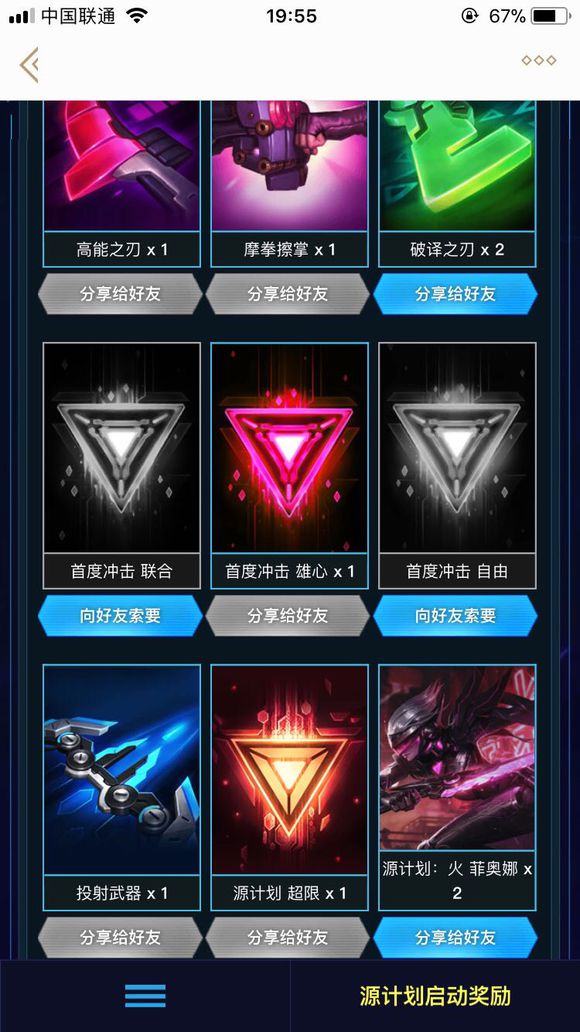 中国联通 19:55 67%
高能之刃 x 1 摩拳擦掌 x 1 破译之刃 x 2
分享给好友 分享给好友 分享给好友
首度冲击 联合 首度冲击 雄心 x 1 首度冲击 自由
向好友索要 分享给好友 向好友索要
投射武器 x 1 源计划 超限 x 1 源计划：火 菲奥娜 x
2
分享给好友 分享给好友 分享给好友
源计划启动奖励